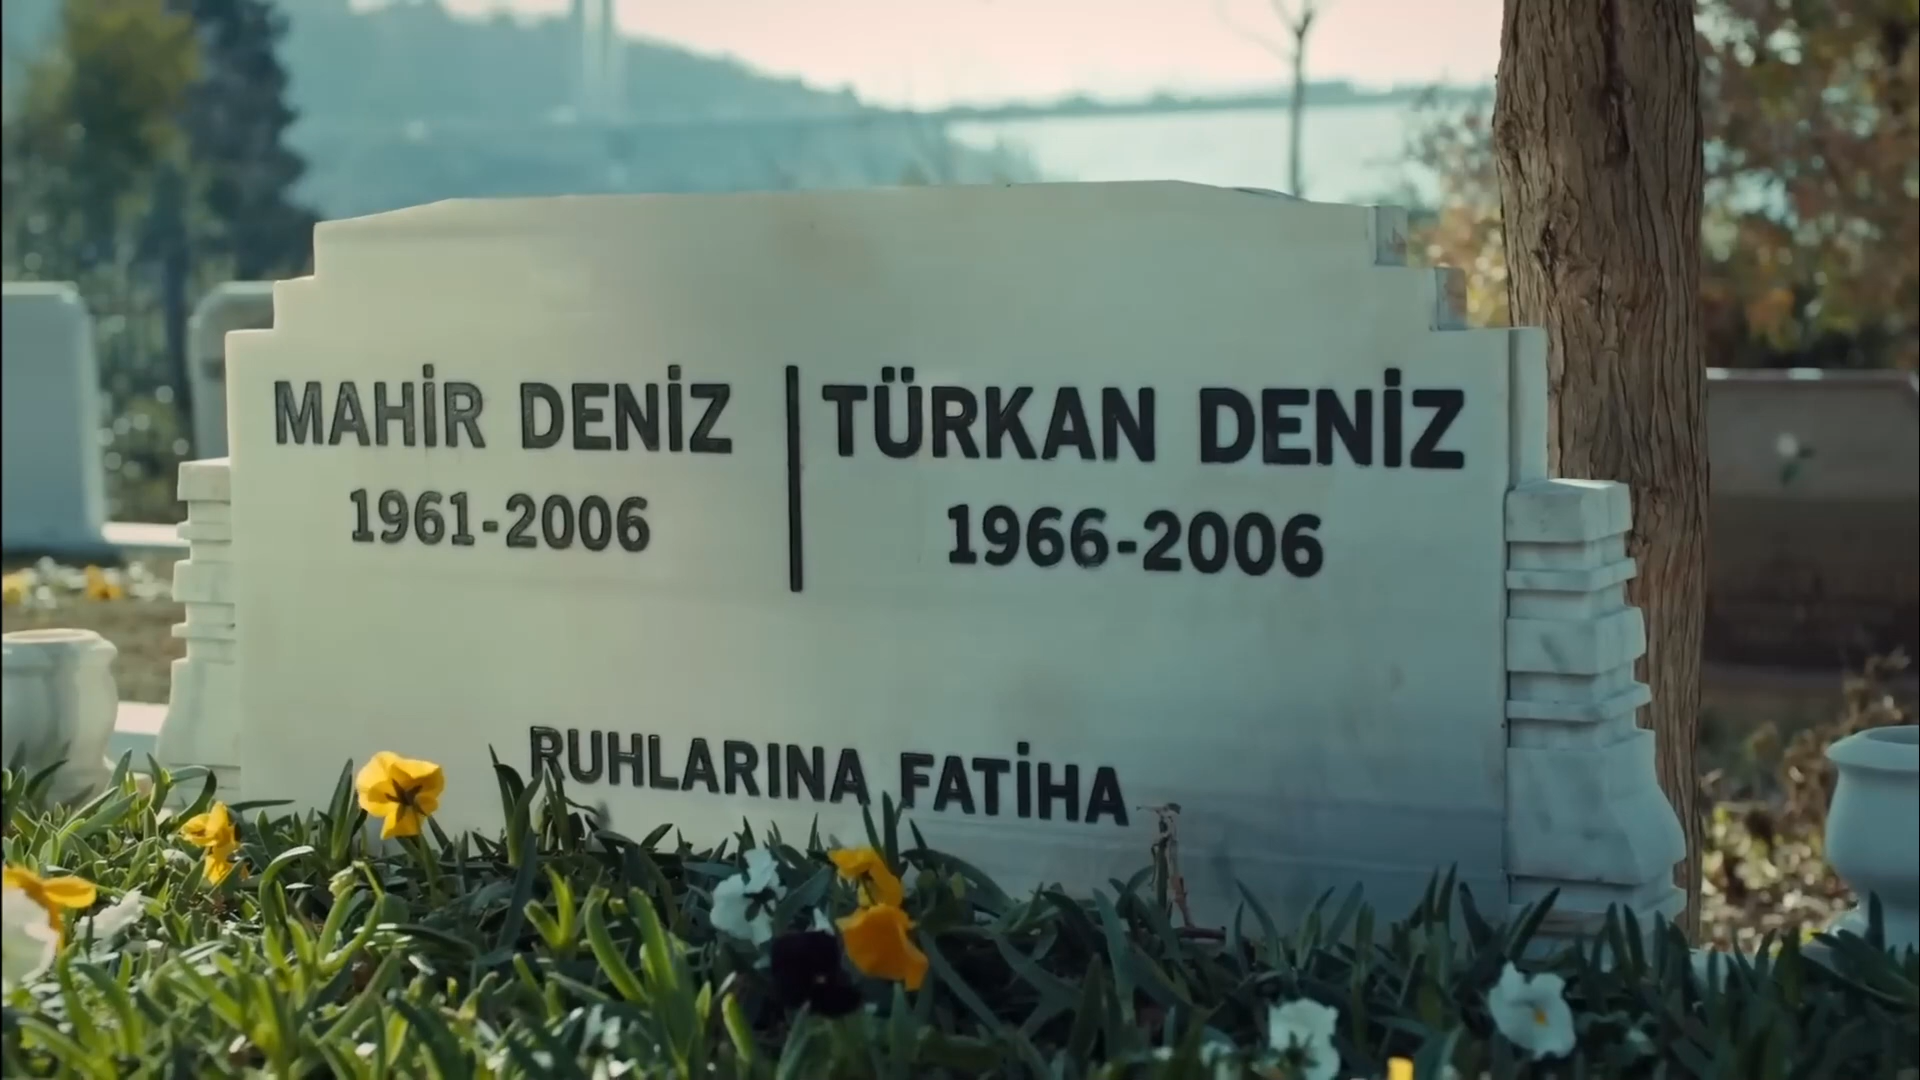 MAHİR DENİZ | TÜRKAN DENİZ
1961-2006 1966-2006
RUHLARINA FATİHA